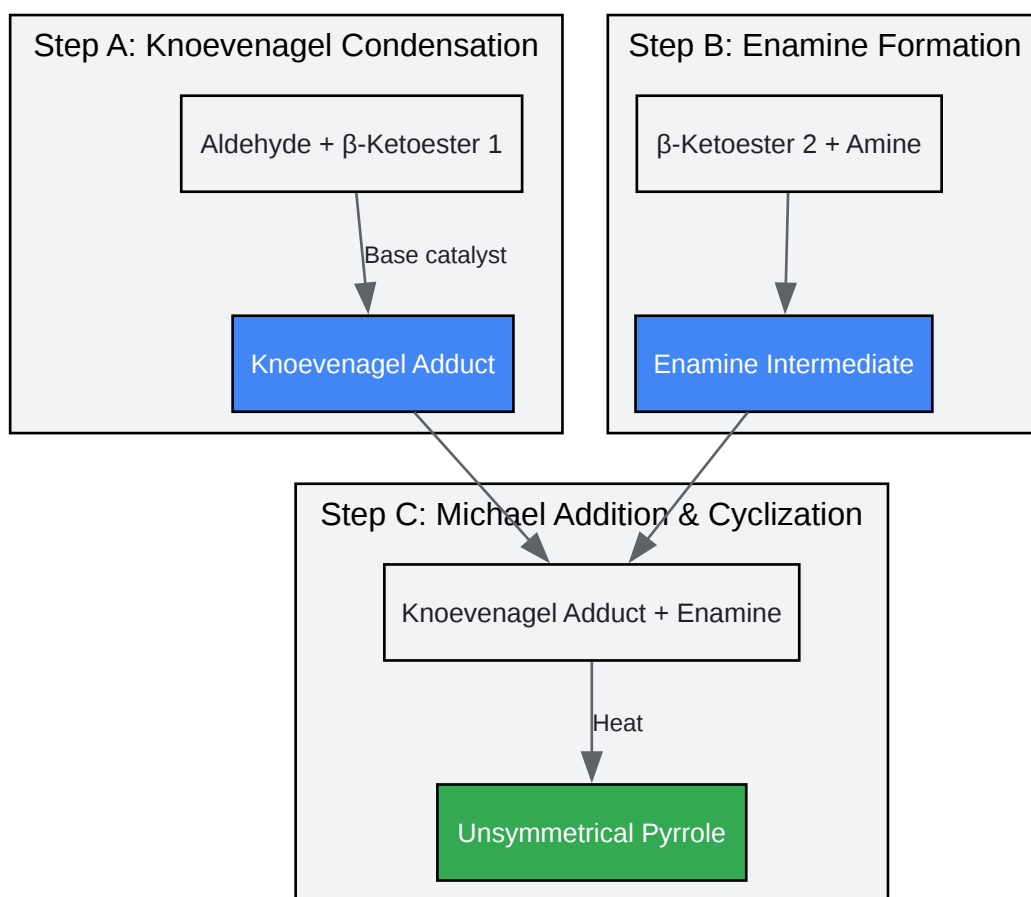 Step A: Knoevenagel Condensation
Aldehyde + β-Ketoester 1
Base catalyst
Knoevenagel Adduct
Step B: Enamine Formation
β-Ketoester 2 + Amine
Enamine Intermediate
Step C: Michael Addition & Cyclization
Knoevenagel Adduct + Enamine
Heat
Unsymmetrical Pyrrole